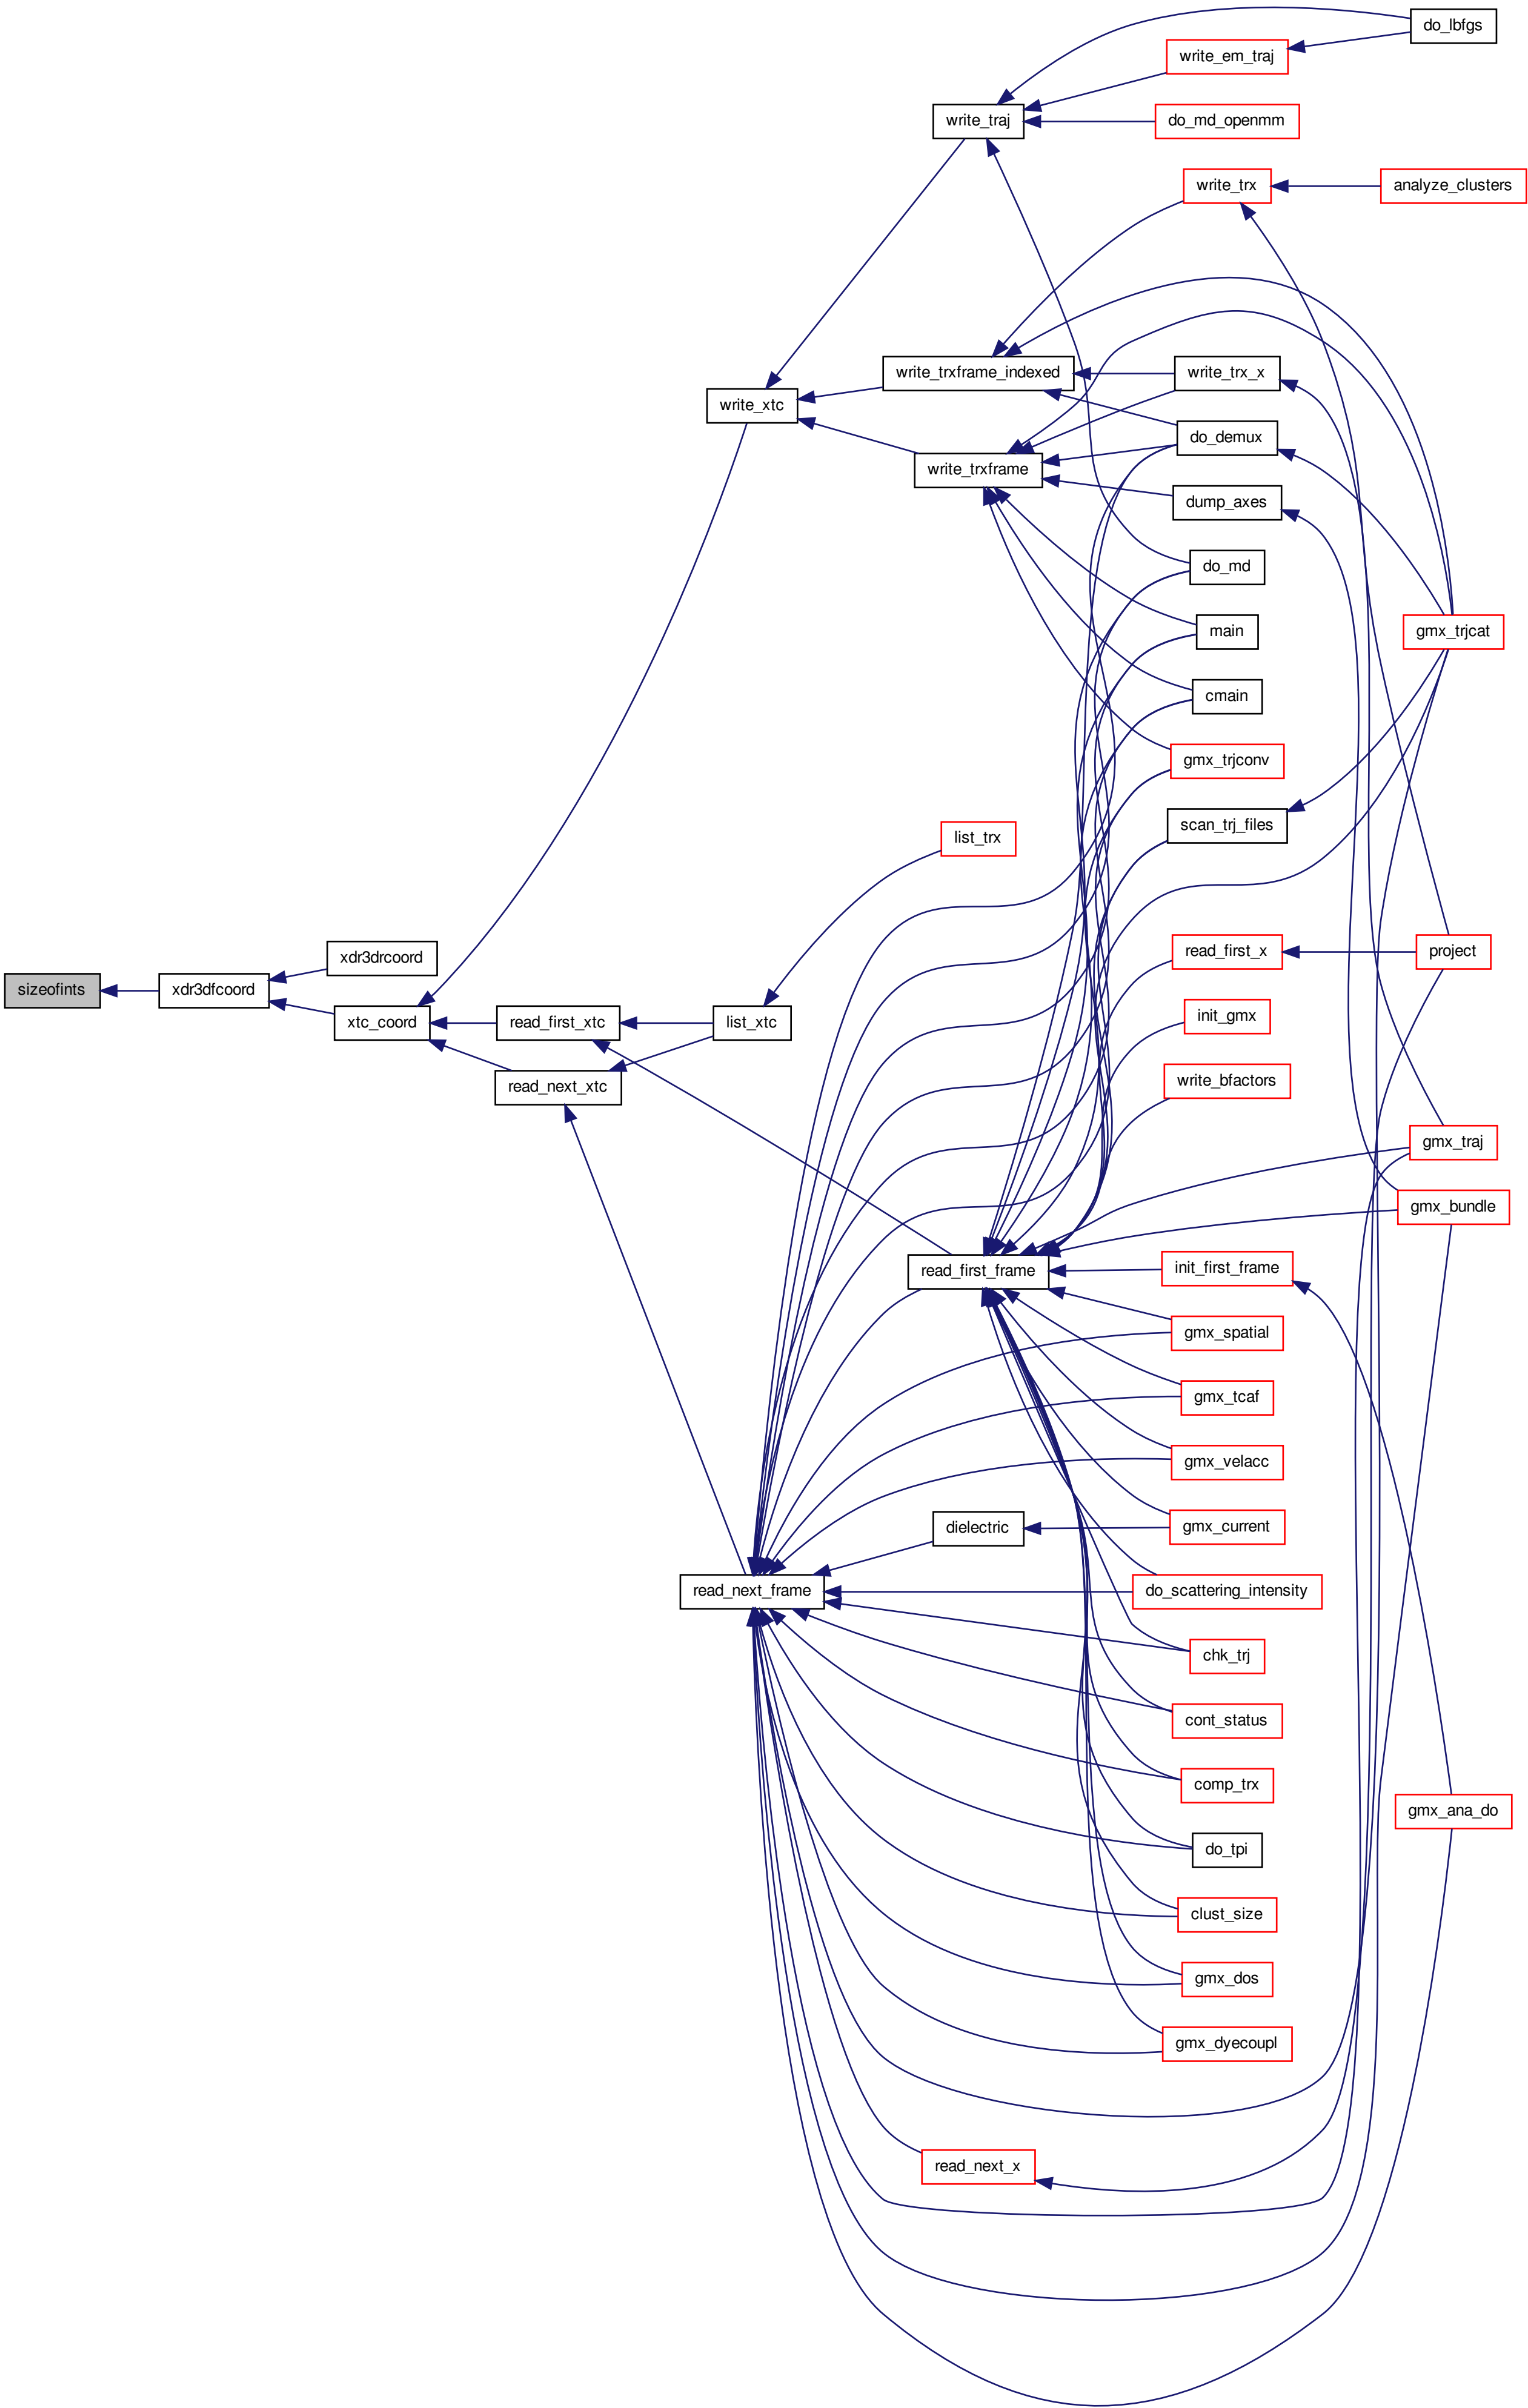 do_lbfgs
write_em_traj
write_traj
do_md_openmm
write_trx
analyze_clusters
write_trxframe_indexed
write_trx_x
write_xtc
do_demux
write_trxframe
dump_axes
do_md
main
gmx_trjcat
cmain
gmx_trjconv
scan_trj_files
list_trx
read_first_x
project
xdr3drcoord
sizeofints
xdr3dfcoord
xtc_coord
read_first_xtc
list_xtc
init_gmx
read_next_xtc
write_bfactors
gmx_traj
gmx_bundle
read_first_frame
init_first_frame
gmx_spatial
gmx_tcaf
gmx_velacc
dielectric
gmx_current
read_next_frame
do_scattering_intensity
chk_trj
cont_status
comp_trx
gmx_ana_do
do_tpi
clust_size
gmx_dos
gmx_dyecoupl
read_next_x